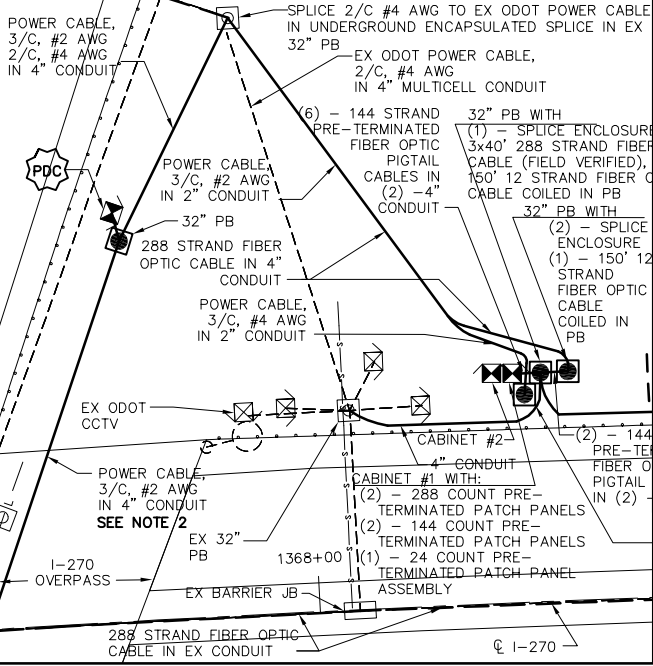 SPLICE 2/C #4 AWG TO EX ODOT POWER CABLE
IN UNDERGROUND ENCAPSULATED SPLICE IN EX
32" PB
POWER CABLE,
3/C, #2 AWG
2/C, #4 AWG
IN 4" CONDUIT
EX ODOT POWER CABLE,
2/C, #4 AWG
IN 4" MULTICELL CONDUIT
(6) - 144 STRAND
PRE-TERMINATED
FIBER OPTIC
PIGTAIL
CABLES IN
(2) -4"
CONDUIT
32" PB WITH
(1) - SPLICE ENCLOSURE
3x40' 288 STRAND FIBER
CABLE (FIELD VERIFIED),
150' 12 STRAND FIBER
CABLE COILED IN PB
PDC
POWER CABLE,
3/C, #2 AWG
IN 2" CONDUIT
32" PB
32" PB WITH
(2) - SPLICE
ENCLOSURE
(1) - 150' 12
STRAND
FIBER OPTIC
CABLE
COILED IN
PB
288 STRAND FIBER
OPTIC CABLE IN 4"
CONDUIT
POWER CABLE,
3/C, #4 AWG
IN 2" CONDUIT
EX ODOT
CCTV
CABINET #2
4" CONDUIT
(2) - 144
FIBER
PIGTAIL
IN (2) -
CABINET #1 WITH:
(2) - 288 COUNT PRE-
TERMINATED PATCH PANELS
(2) - 144 COUNT PRE-
TERMINATED PATCH PANELS
(1) - 24 COUNT PRE-
TERMINATED PATCH PANEL
ASSEMBLY
POWER CABLE,
3/C, #2 AWG
IN 4" CONDUIT
SEE NOTE 2
EX 32"
PB
1368+00
I-270
OVERPASS
EX BARRIER JB
288 STRAND FIBER OPTIC
CABLE IN EX CONDUIT
℄ I-270